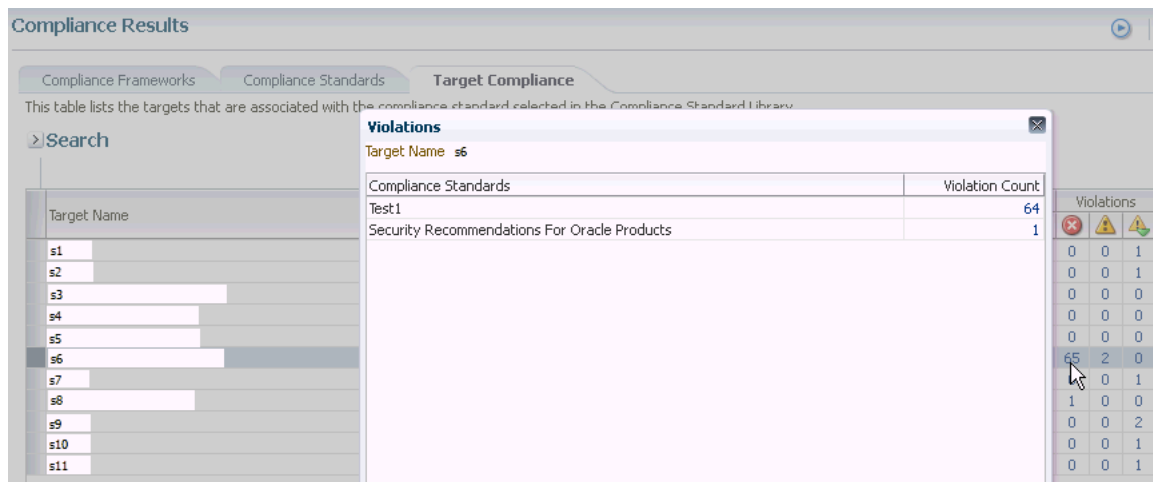 Compliance Results
Compliance Frameworks Compliance Standards Target Compliance
This table lists the targets that are associated with the compliance standard selected in the Compliance Standard Library
Search
Violations
Target Name s6
Compliance Standards Violation Count
Test1 64
Security Recommendations For Oracle Products 1
Target Name Violations
s1 0 0 1
s2 0 0 1
s3 0 0 0
s4 0 0 0
s5 0 0 0
s6 65 2 0
s7 0 1
s8 1 0 0
s9 0 0 2
s10 0 0 1
s11 0 0 1